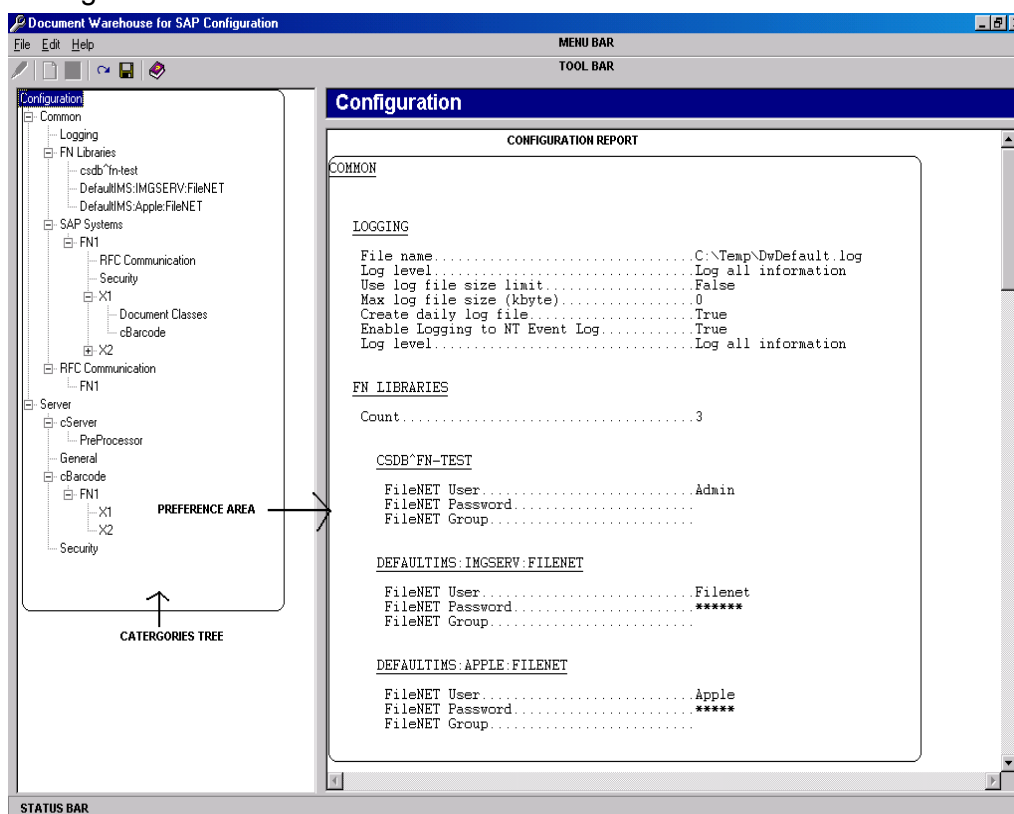 Document Warehouse for SAP Configuration
File Edit Help
MENU BAR
TOOL BAR
Configuration
Common
Logging
FN Libraries
csdb^fn-test
DefaultIMS:IMGSERV:FileNET
DefaultIMS:Apple:FileNET
SAP Systems
FN1
RFC Communication
Security
X1
Document Classes
cBarcode
X2
RFC Communication
FN1
Server
cServer
PreProcessor
General
cBarcode
FN1
X1
X2
Security
PREFERENCE AREA
CATERGORIES TREE
Configuration
CONFIGURATION REPORT
COMMON
LOGGING
File name................................C:\Temp\DwDefault.log
Log level................................Log all information
Use log file size limit..................False
Max log file size (kbyte)................0
Create daily log file....................True
Enable Logging to NT Event Log...........True
Log level................................Log all information
FN LIBRARIES
Count....................................3
CSDB^FN-TEST
FileNET User..........................Admin
FileNET Password......................
FileNET Group.........................
DEFAULTIMS:IMGSERV:FILENET
FileNET User..........................Filenet
FileNET Password......................******
FileNET Group.........................
DEFAULTIMS:APPLE:FILENET
FileNET User..........................Apple
FileNET Password......................*****
FileNET Group.........................
STATUS BAR